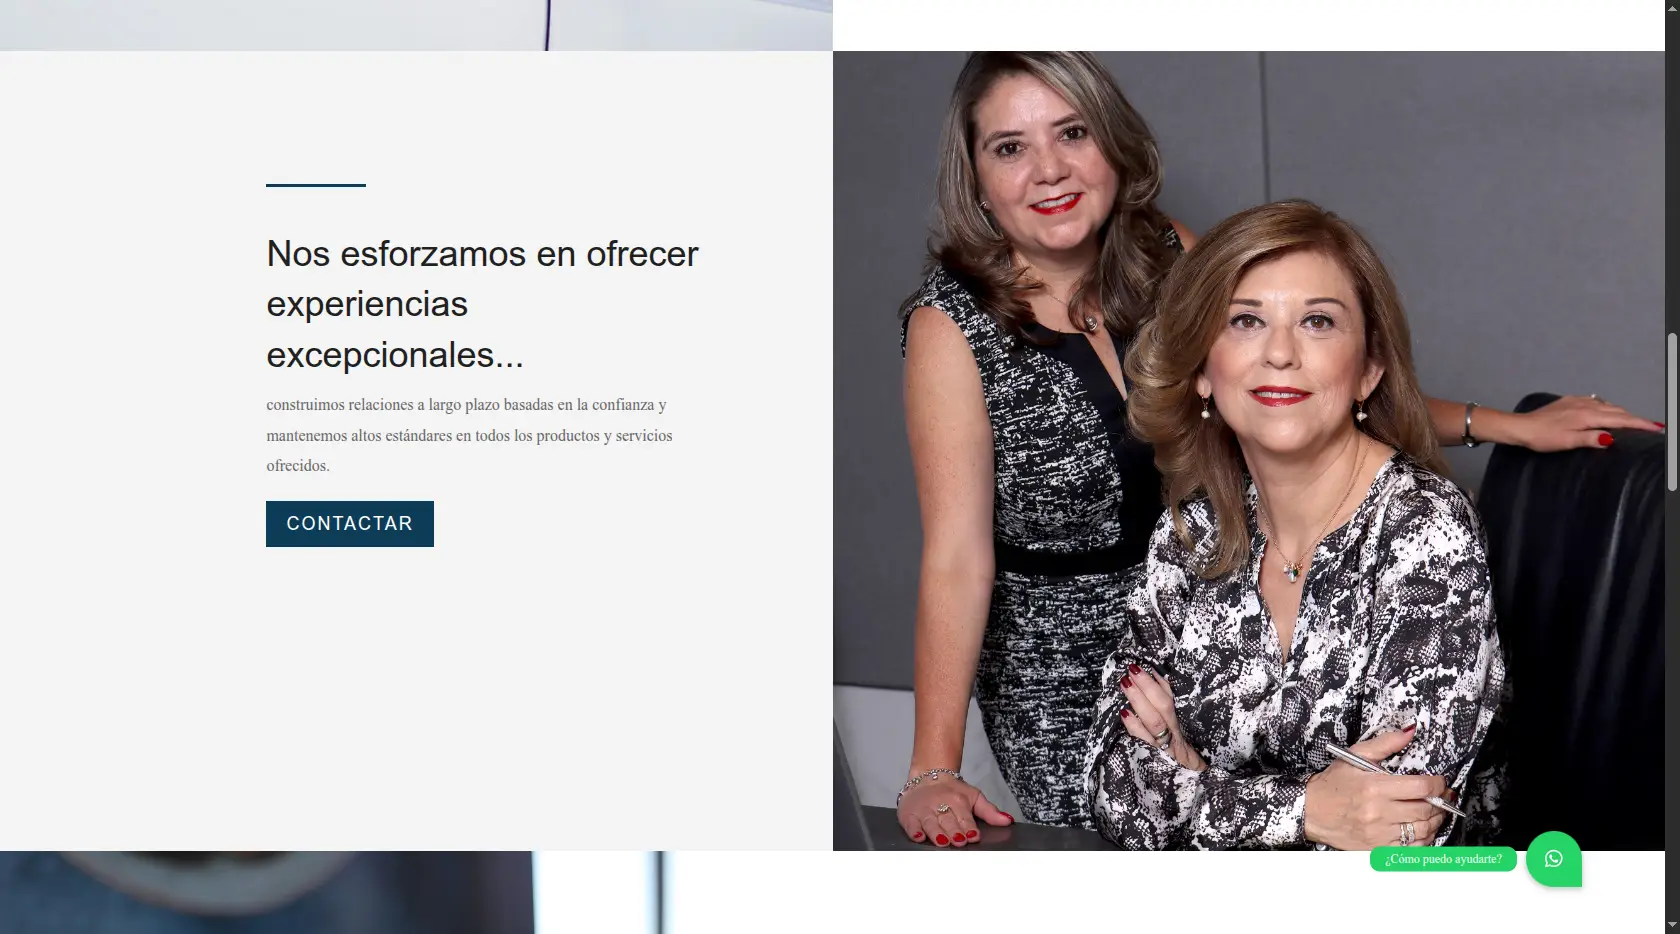 Nos esforzamos en ofrecer
experiencias
excepcionales...
construimos relaciones a largo plazo basadas en la confianza y
mantenemos altos estándares en todos los productos y servicios
ofrecidos.
CONTACTAR
¿Cómo puedo ayudarte?